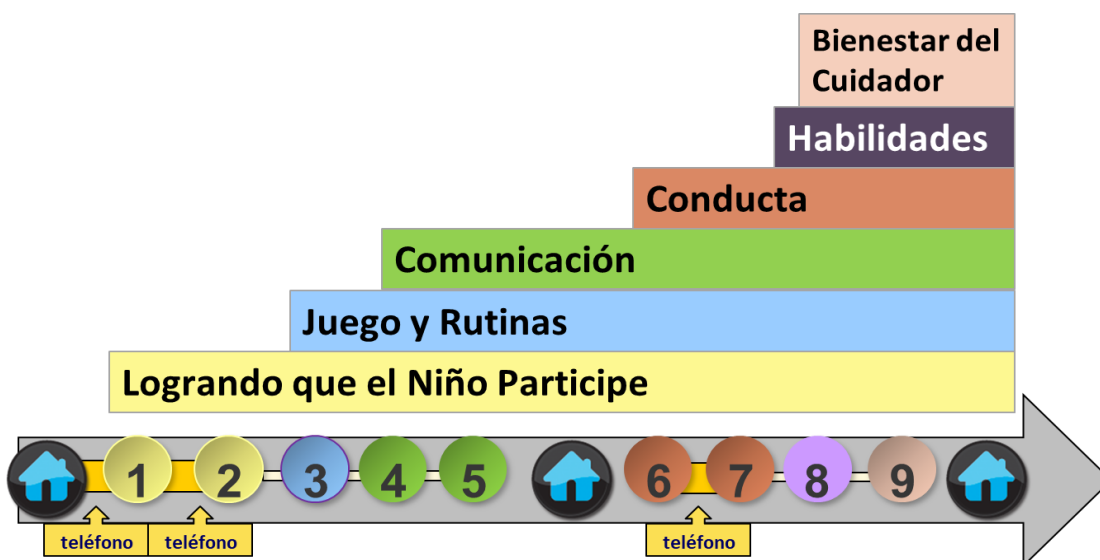 Bienestar del
Cuidador
Habilidades
Conducta
Comunicación
Juego y Rutinas
Logrando que el Niño Participe
1 2 3 4 5 6 7 8 9
teléfono teléfono teléfono